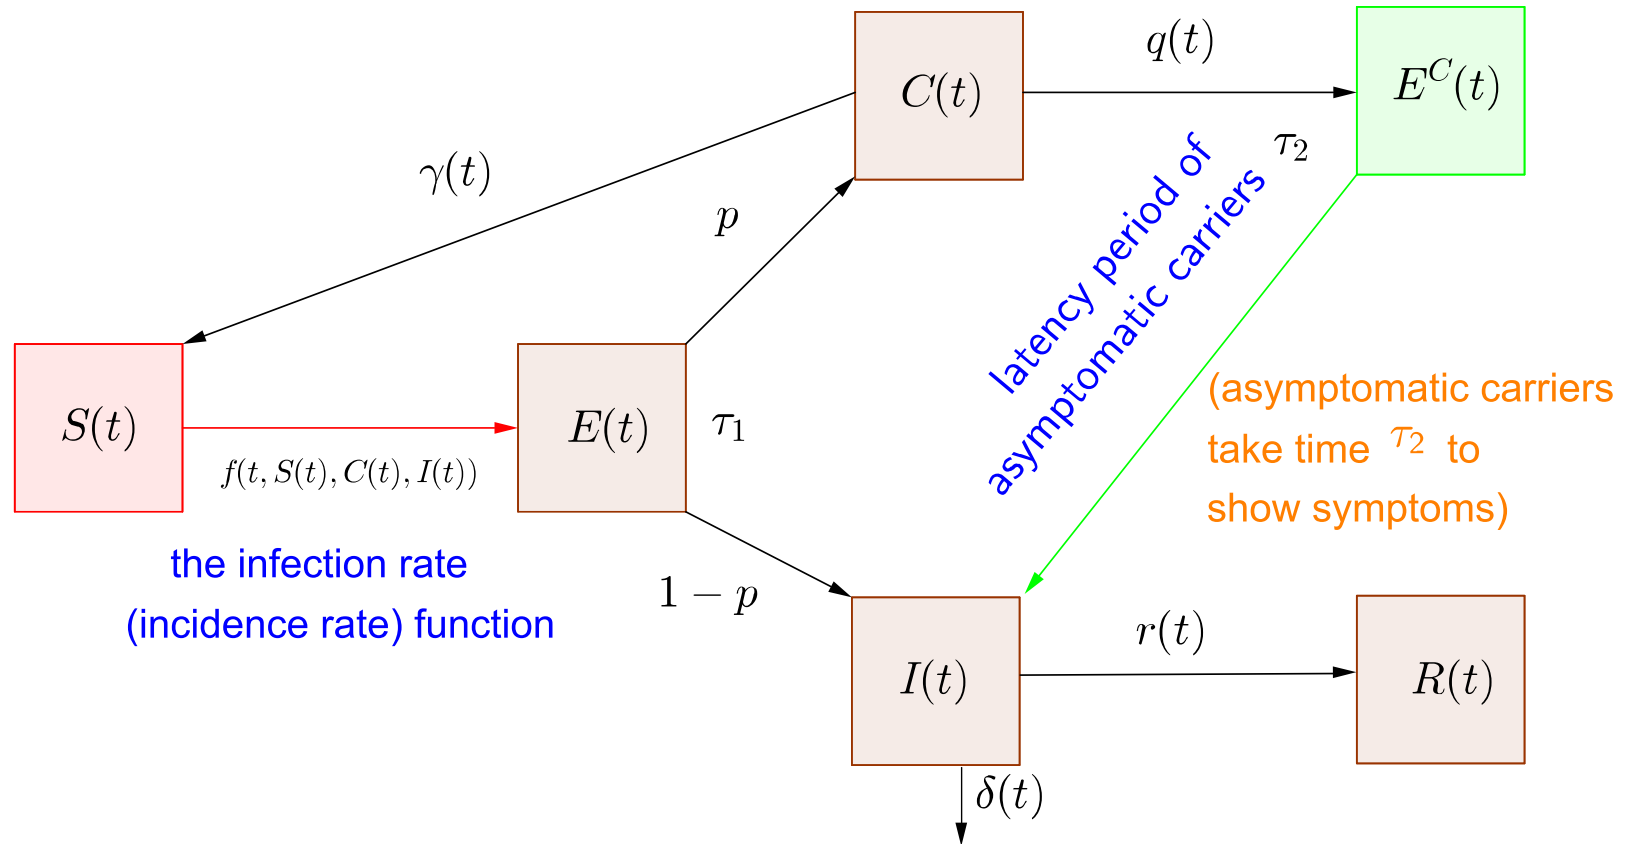 q(t)
C(t)
E^C(t)
τ₂
γ(t)
p
latency period of
asymptomatic carriers
S(t)
f(t, S(t), C(t), I(t))
E(t)
τ₁
(asymptomatic carriers
take time τ₂ to
show symptoms)
the infection rate
(incidence rate) function
1 − p
I(t)
r(t)
R(t)
δ(t)